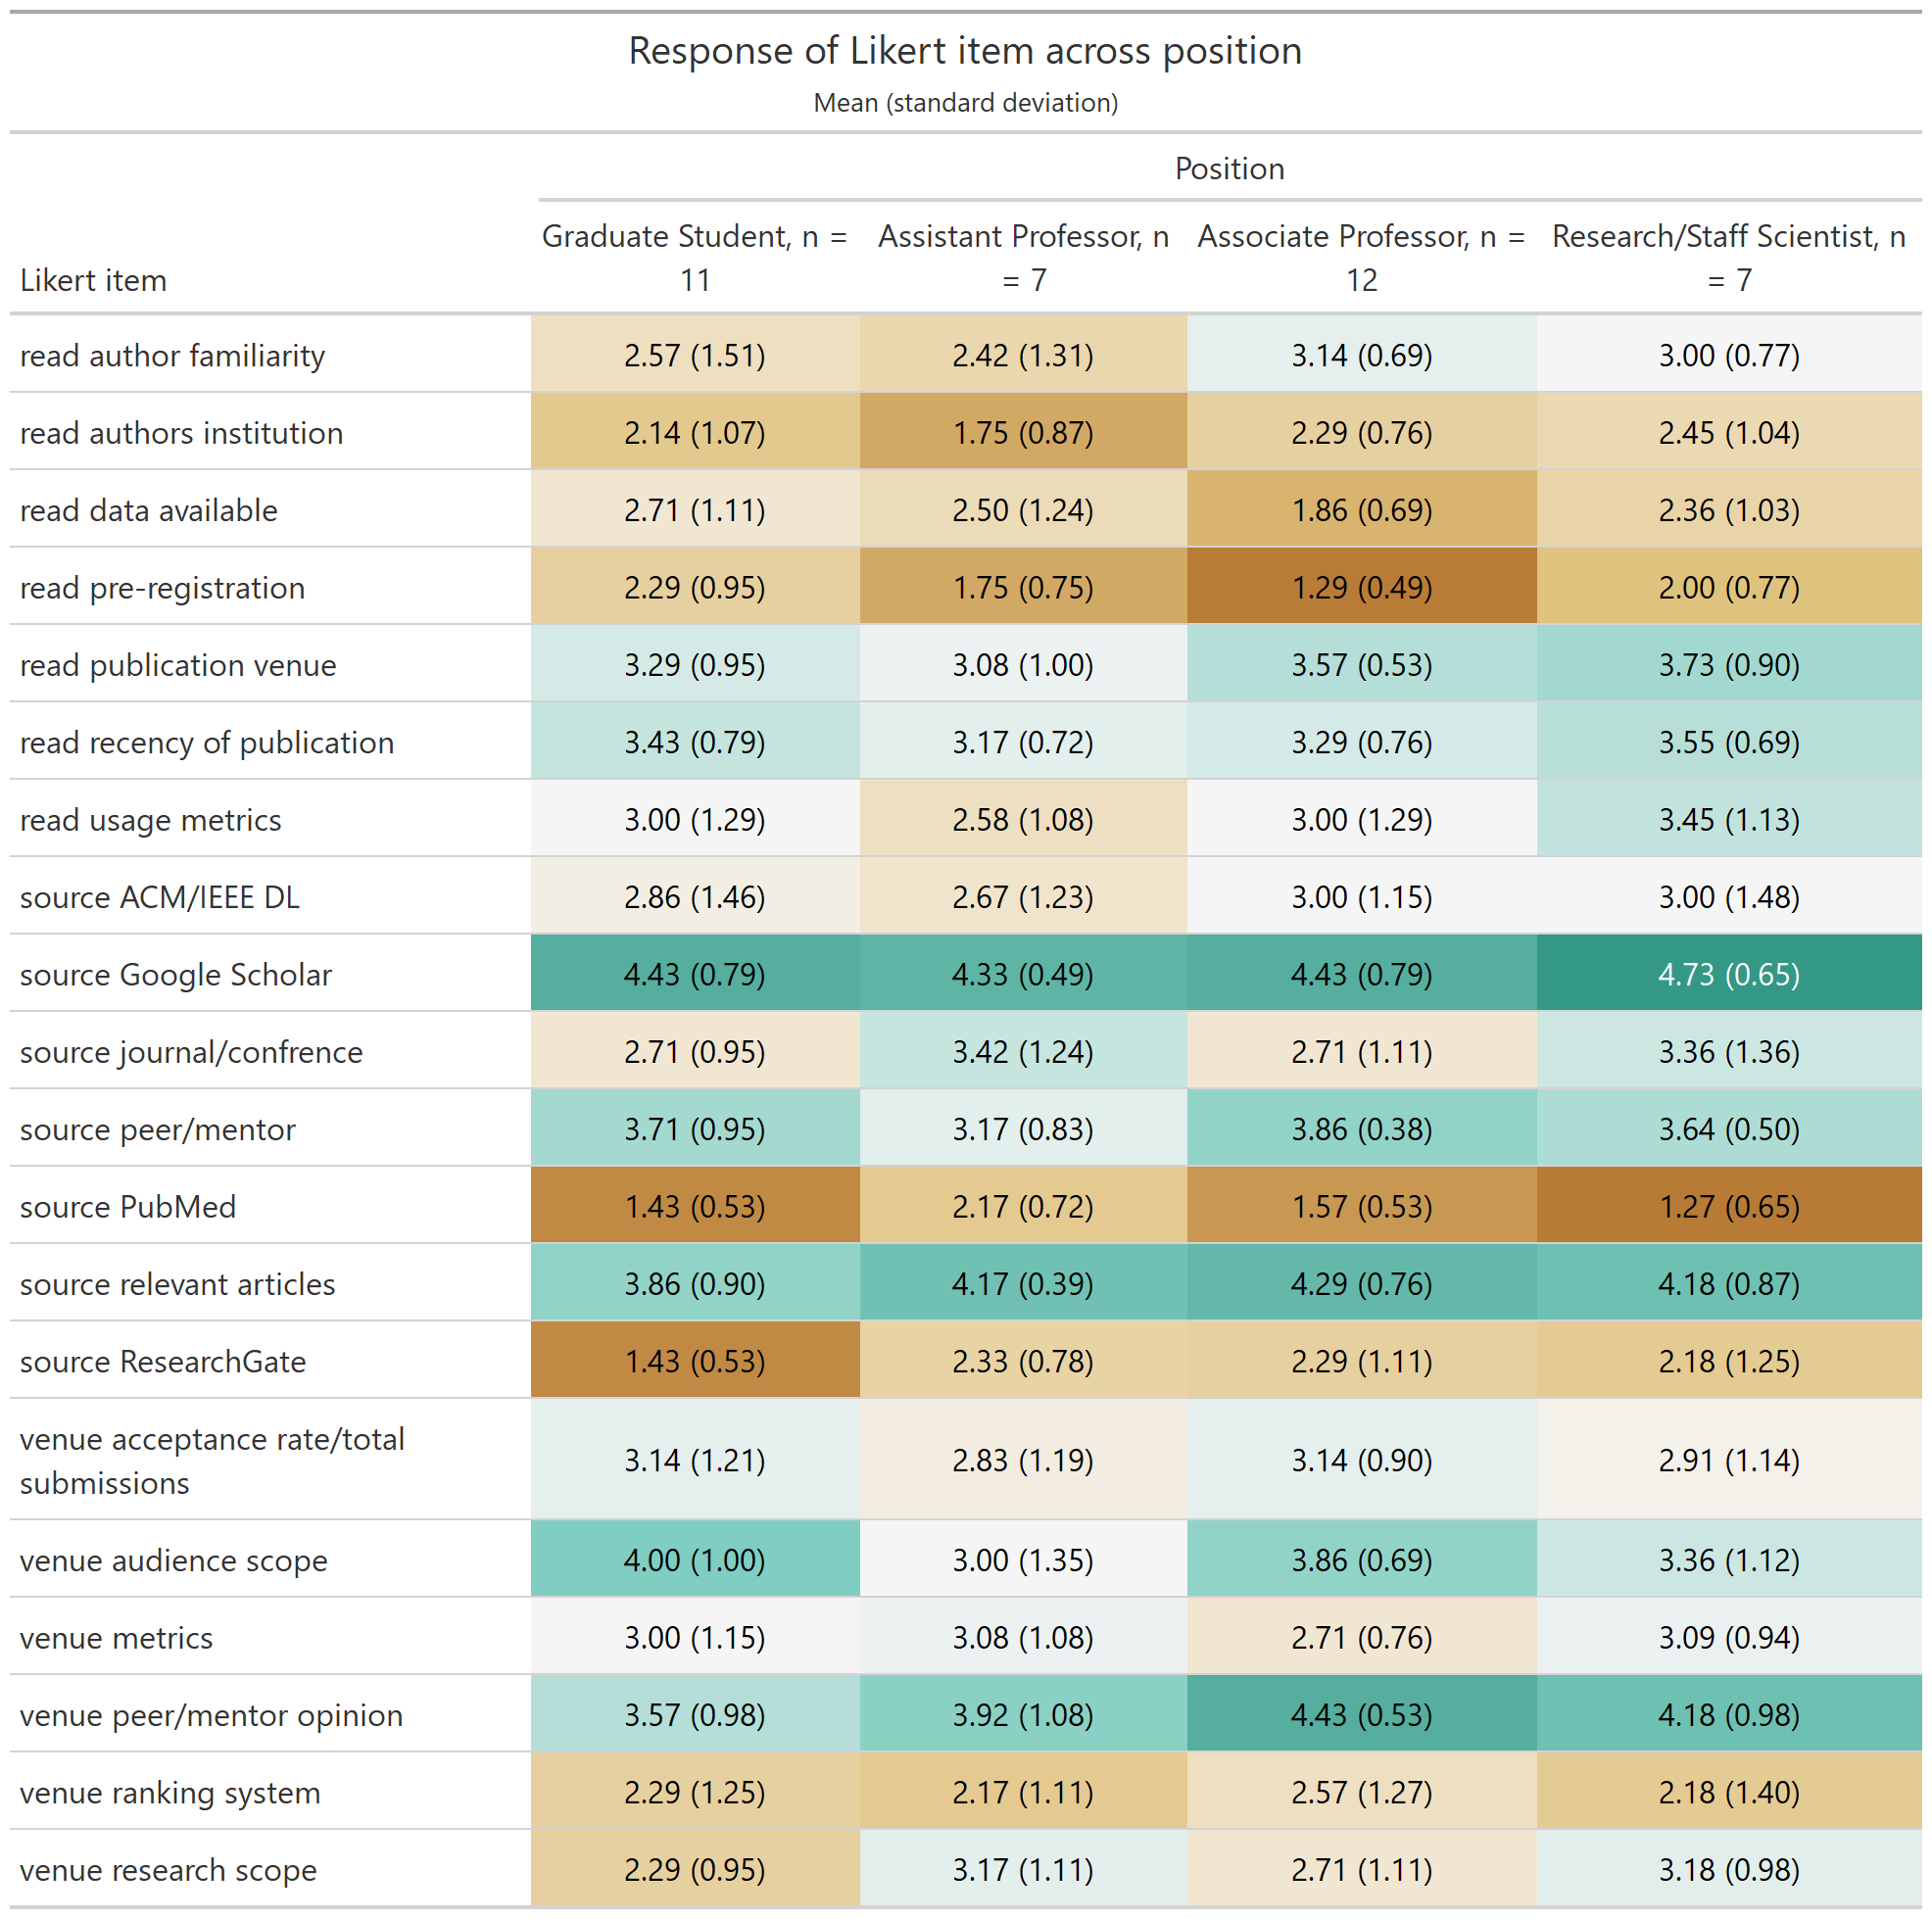 Response of Likert item across position
Mean (standard deviation)
Position
Likert item
Graduate Student, n =
11
Assistant Professor, n
= 7
Associate Professor, n =
12
Research/Staff Scientist, n
= 7
read author familiarity 2.57 (1.51) 2.42 (1.31) 3.14 (0.69) 3.00 (0.77)
read authors institution 2.14 (1.07) 1.75 (0.87) 2.29 (0.76) 2.45 (1.04)
read data available 2.71 (1.11) 2.50 (1.24) 1.86 (0.69) 2.36 (1.03)
read pre-registration 2.29 (0.95) 1.75 (0.75) 1.29 (0.49) 2.00 (0.77)
read publication venue 3.29 (0.95) 3.08 (1.00) 3.57 (0.53) 3.73 (0.90)
read recency of publication 3.43 (0.79) 3.17 (0.72) 3.29 (0.76) 3.55 (0.69)
read usage metrics 3.00 (1.29) 2.58 (1.08) 3.00 (1.29) 3.45 (1.13)
source ACM/IEEE DL 2.86 (1.46) 2.67 (1.23) 3.00 (1.15) 3.00 (1.48)
source Google Scholar 4.43 (0.79) 4.33 (0.49) 4.43 (0.79) 4.73 (0.65)
source journal/confrence 2.71 (0.95) 3.42 (1.24) 2.71 (1.11) 3.36 (1.36)
source peer/mentor 3.71 (0.95) 3.17 (0.83) 3.86 (0.38) 3.64 (0.50)
source PubMed 1.43 (0.53) 2.17 (0.72) 1.57 (0.53) 1.27 (0.65)
source relevant articles 3.86 (0.90) 4.17 (0.39) 4.29 (0.76) 4.18 (0.87)
source ResearchGate 1.43 (0.53) 2.33 (0.78) 2.29 (1.11) 2.18 (1.25)
venue acceptance rate/total
submissions
3.14 (1.21) 2.83 (1.19) 3.14 (0.90) 2.91 (1.14)
venue audience scope 4.00 (1.00) 3.00 (1.35) 3.86 (0.69) 3.36 (1.12)
venue metrics 3.00 (1.15) 3.08 (1.08) 2.71 (0.76) 3.09 (0.94)
venue peer/mentor opinion 3.57 (0.98) 3.92 (1.08) 4.43 (0.53) 4.18 (0.98)
venue ranking system 2.29 (1.25) 2.17 (1.11) 2.57 (1.27) 2.18 (1.40)
venue research scope 2.29 (0.95) 3.17 (1.11) 2.71 (1.11) 3.18 (0.98)